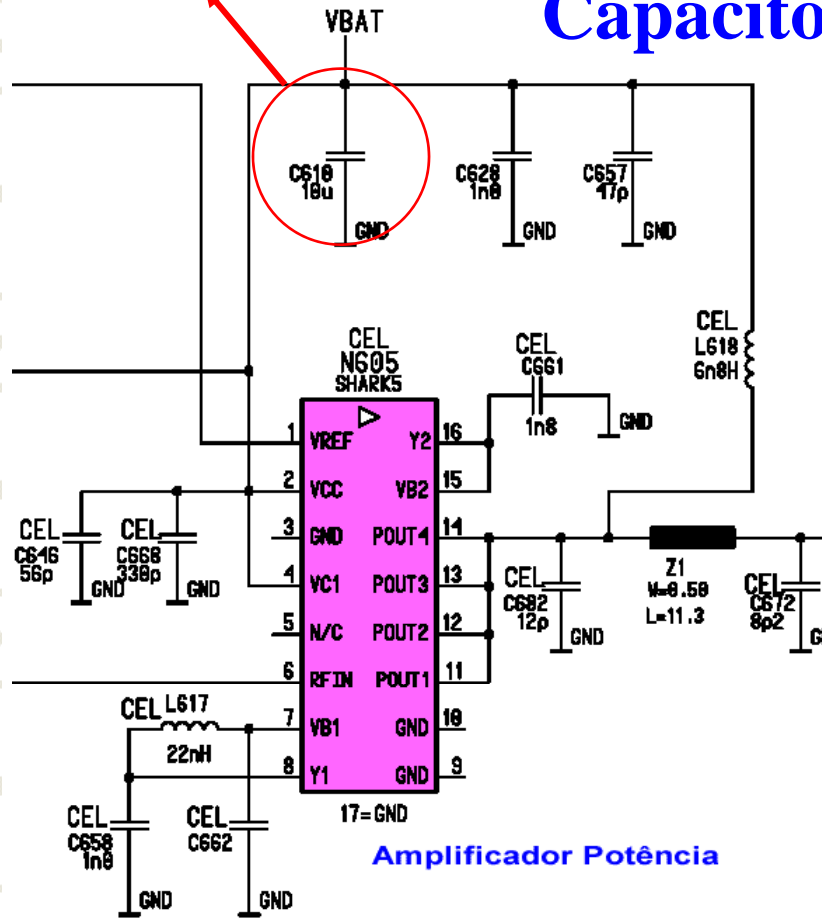 Capacito
VBAT
C610
10u
GND
C628
1n0
GND
C657
47p
GND
CEL
L618
6n8H
CEL
N605
SHARK5
CEL
C661
1n8
GND
1 VREF
2 VCC
3 GND
4 VC1
5 N/C
6 RFIN
7 VB1
8 Y1
Y2 16
VB2 15
POUT4 14
POUT3 13
POUT2 12
POUT1 11
GND 10
GND 9
17=GND
CEL
C646
56p
GND
CEL
C668
330p
GND
CEL
C682
12p
GND
Z1
W=0.50
L=11.3
CEL
C672
8p2
CEL L617
22nH
CEL
C658
1n0
GND
CEL
C662
GND
Amplificador Potência